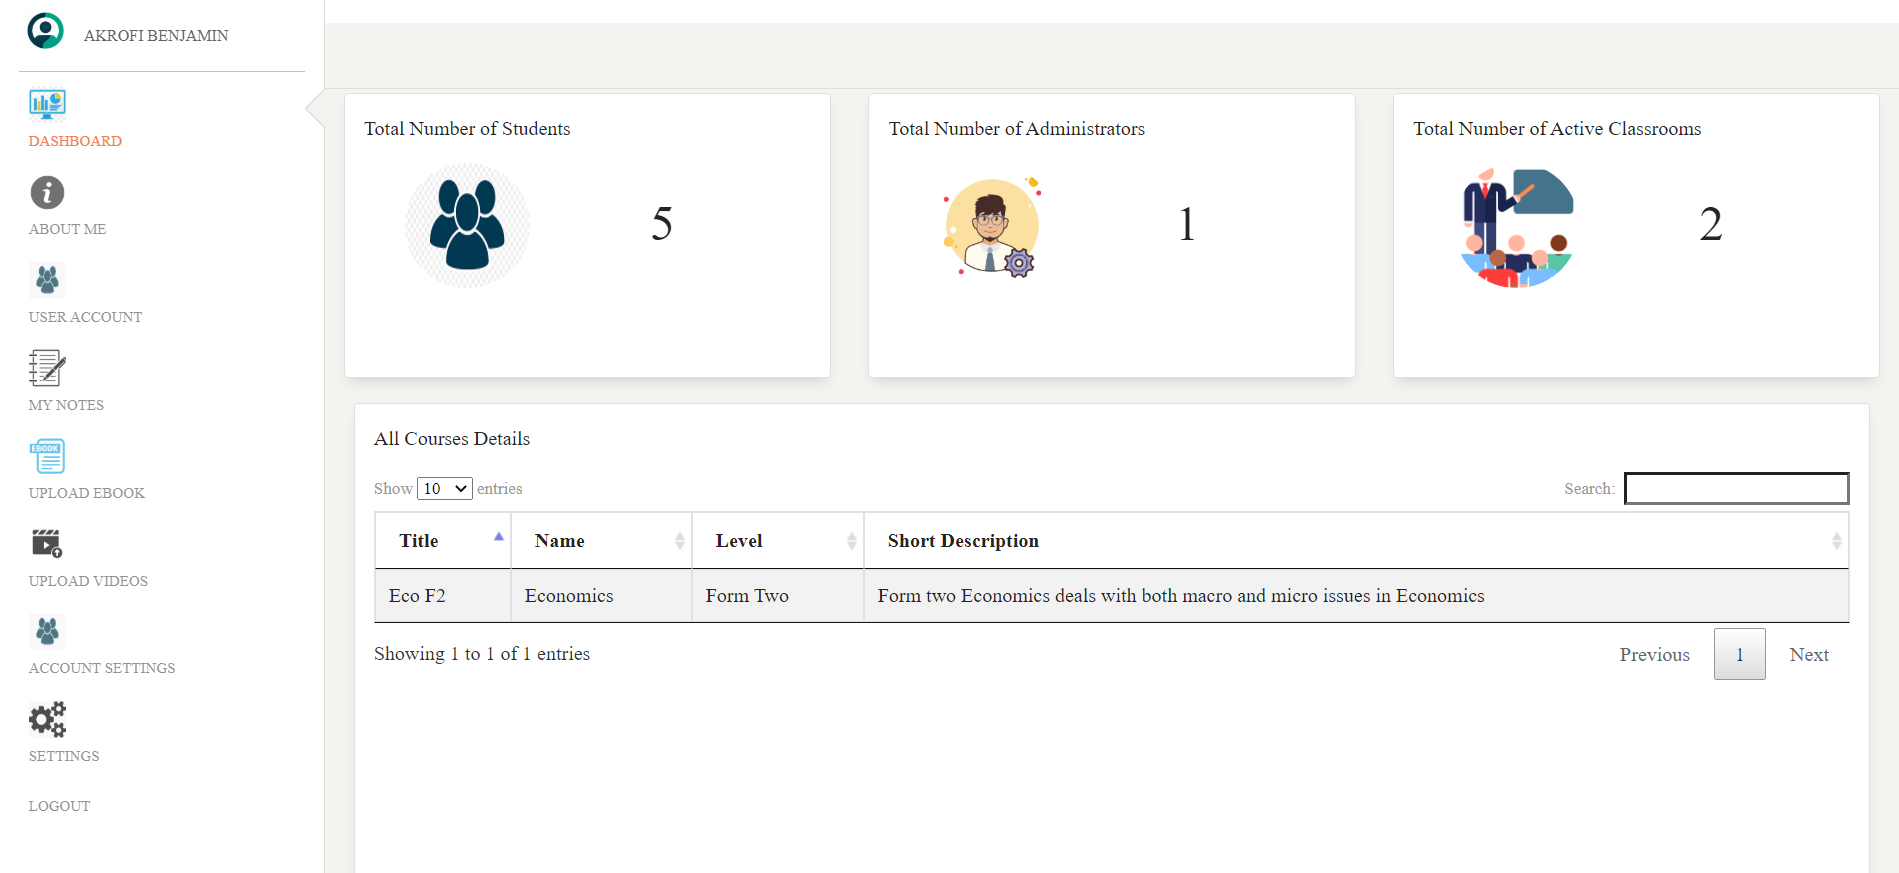 AKROFI BENJAMIN
DASHBOARD
ABOUT ME
USER ACCOUNT
MY NOTES
EBOOK
UPLOAD EBOOK
UPLOAD VIDEOS
ACCOUNT SETTINGS
SETTINGS
LOGOUT
Total Number of Students
5
Total Number of Administrators
1
Total Number of Active Classrooms
2
All Courses Details
Show 10 entries
Search:
Title Name Level Short Description
Eco F2 Economics Form Two Form two Economics deals with both macro and micro issues in Economics
Showing 1 to 1 of 1 entries
Previous 1 Next